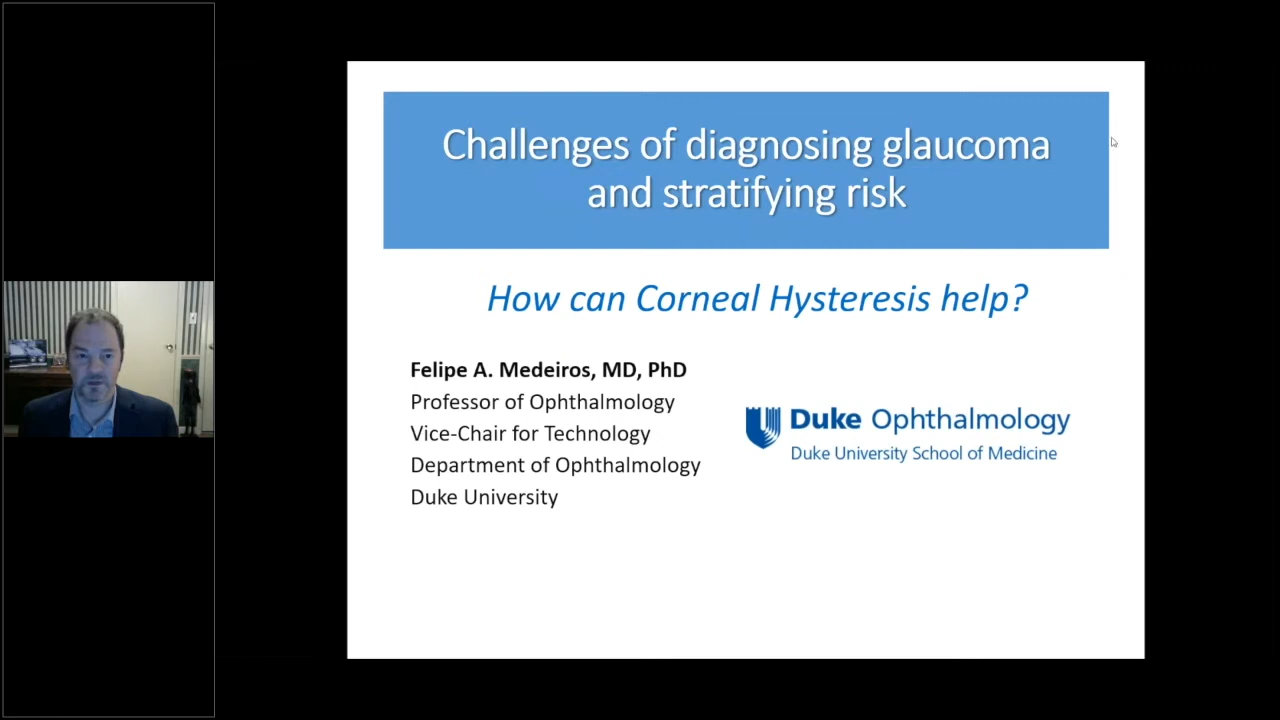 Challenges of diagnosing glaucoma
and stratifying risk
How can Corneal Hysteresis help?
Felipe A. Medeiros, MD, PhD
Professor of Ophthalmology
Vice-Chair for Technology
Department of Ophthalmology
Duke University
Duke Ophthalmology
Duke University School of Medicine